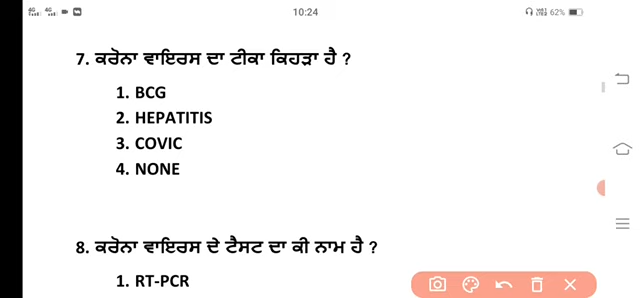 10:24
62%
7. ਕਰੋਨਾ ਵਾਇਰਸ ਦਾ ਟੀਕਾ ਕਿਹੜਾ ਹੈ ?
1. BCG
2. HEPATITIS
3. COVIC
4. NONE
8. ਕਰੋਨਾ ਵਾਇਰਸ ਦੇ ਟੈਸਟ ਦਾ ਕੀ ਨਾਮ ਹੈ ?
1. RT-PCR